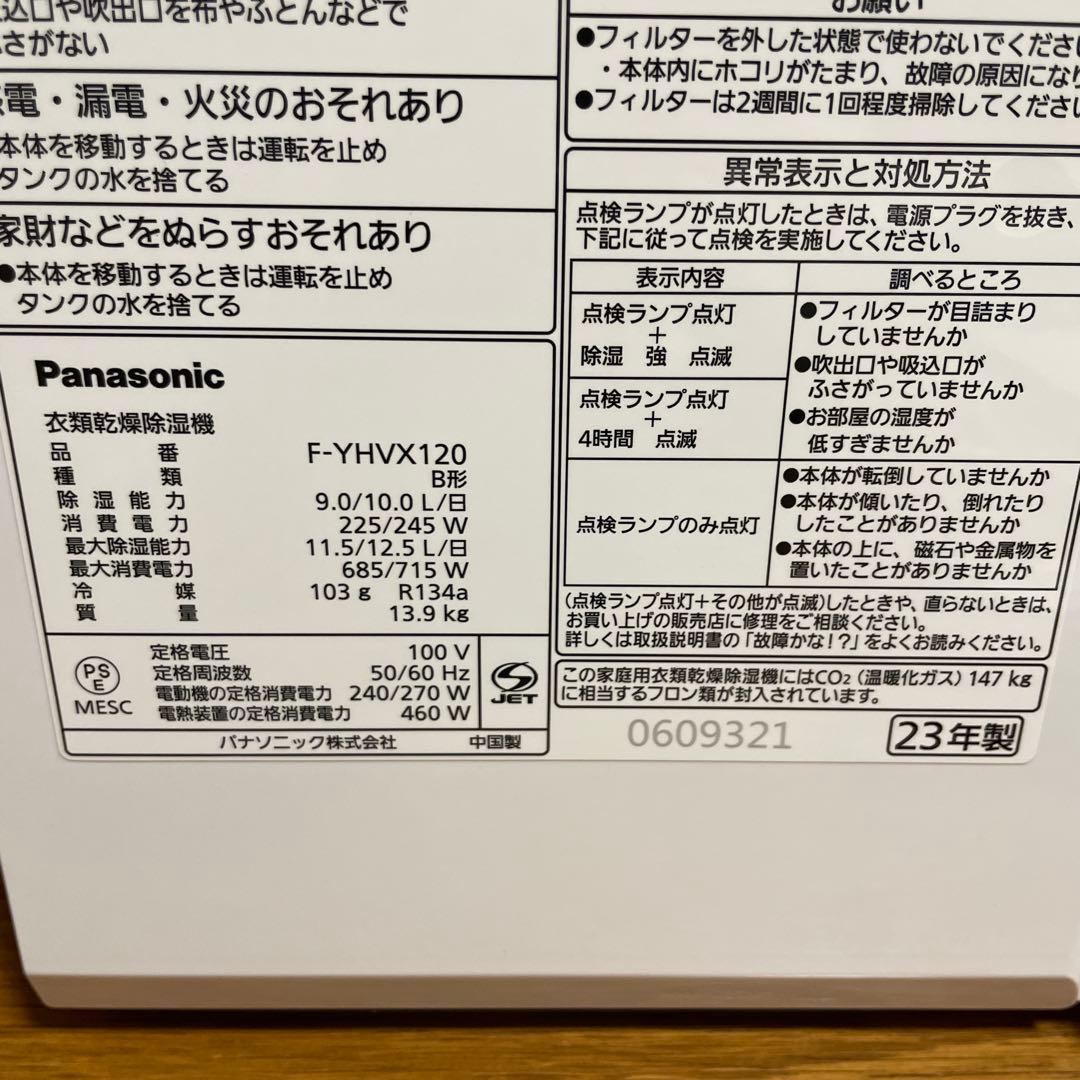 込口や吹出口を布やふとんなどで
さがない
電・漏電・火災のおそれあり
本体を移動するときは運転を止め
タンクの水を捨てる
家財などをぬらすおそれあり
●本体を移動するときは運転を止め
タンクの水を捨てる
Panasonic
衣類乾燥除湿機
品番 F-YHVX120
種類 B形
除湿能力 9.0/10.0 L/日
消費電力 225/245 W
最大除湿能力 11.5/12.5 L/日
最大消費電力 685/715 W
冷媒 103 g R134a
質量 13.9 kg
PS
E
MESC
定格電圧 100 V
定格周波数 50/60 Hz
電動機の定格消費電力 240/270 W
電熱装置の定格消費電力 460 W
S
JET
パナソニック株式会社 中国製
お願い
●フィルターを外した状態で使わないでくださ
・本体内にホコリがたまり、故障の原因になり
●フィルターは2週間に1回程度掃除してくださ
異常表示と対処方法
点検ランプが点灯したときは、電源プラグを抜き、
下記に従って点検を実施してください。
表示内容 調べるところ
点検ランプ点灯
+
除湿 強 点滅
点検ランプ点灯
+
4時間 点滅
●フィルターが目詰まり
していませんか
●吹出口や吸込口が
ふさがっていませんか
●お部屋の湿度が
低すぎませんか
点検ランプのみ点灯
●本体が転倒していませんか
●本体が傾いたり、倒れたり
したことがありませんか
●本体の上に、磁石や金属物を
置いたことがありませんか
(点検ランプ点灯+その他が点滅)したときや、直らないときは、
お買い上げの販売店に修理をご相談ください。
詳しくは取扱説明書の「故障かな!?」をよくお読みください。
この家庭用衣類乾燥除湿機にはCO₂(温暖化ガス)147 kg
に相当するフロン類が封入されています。
0609321
23年製